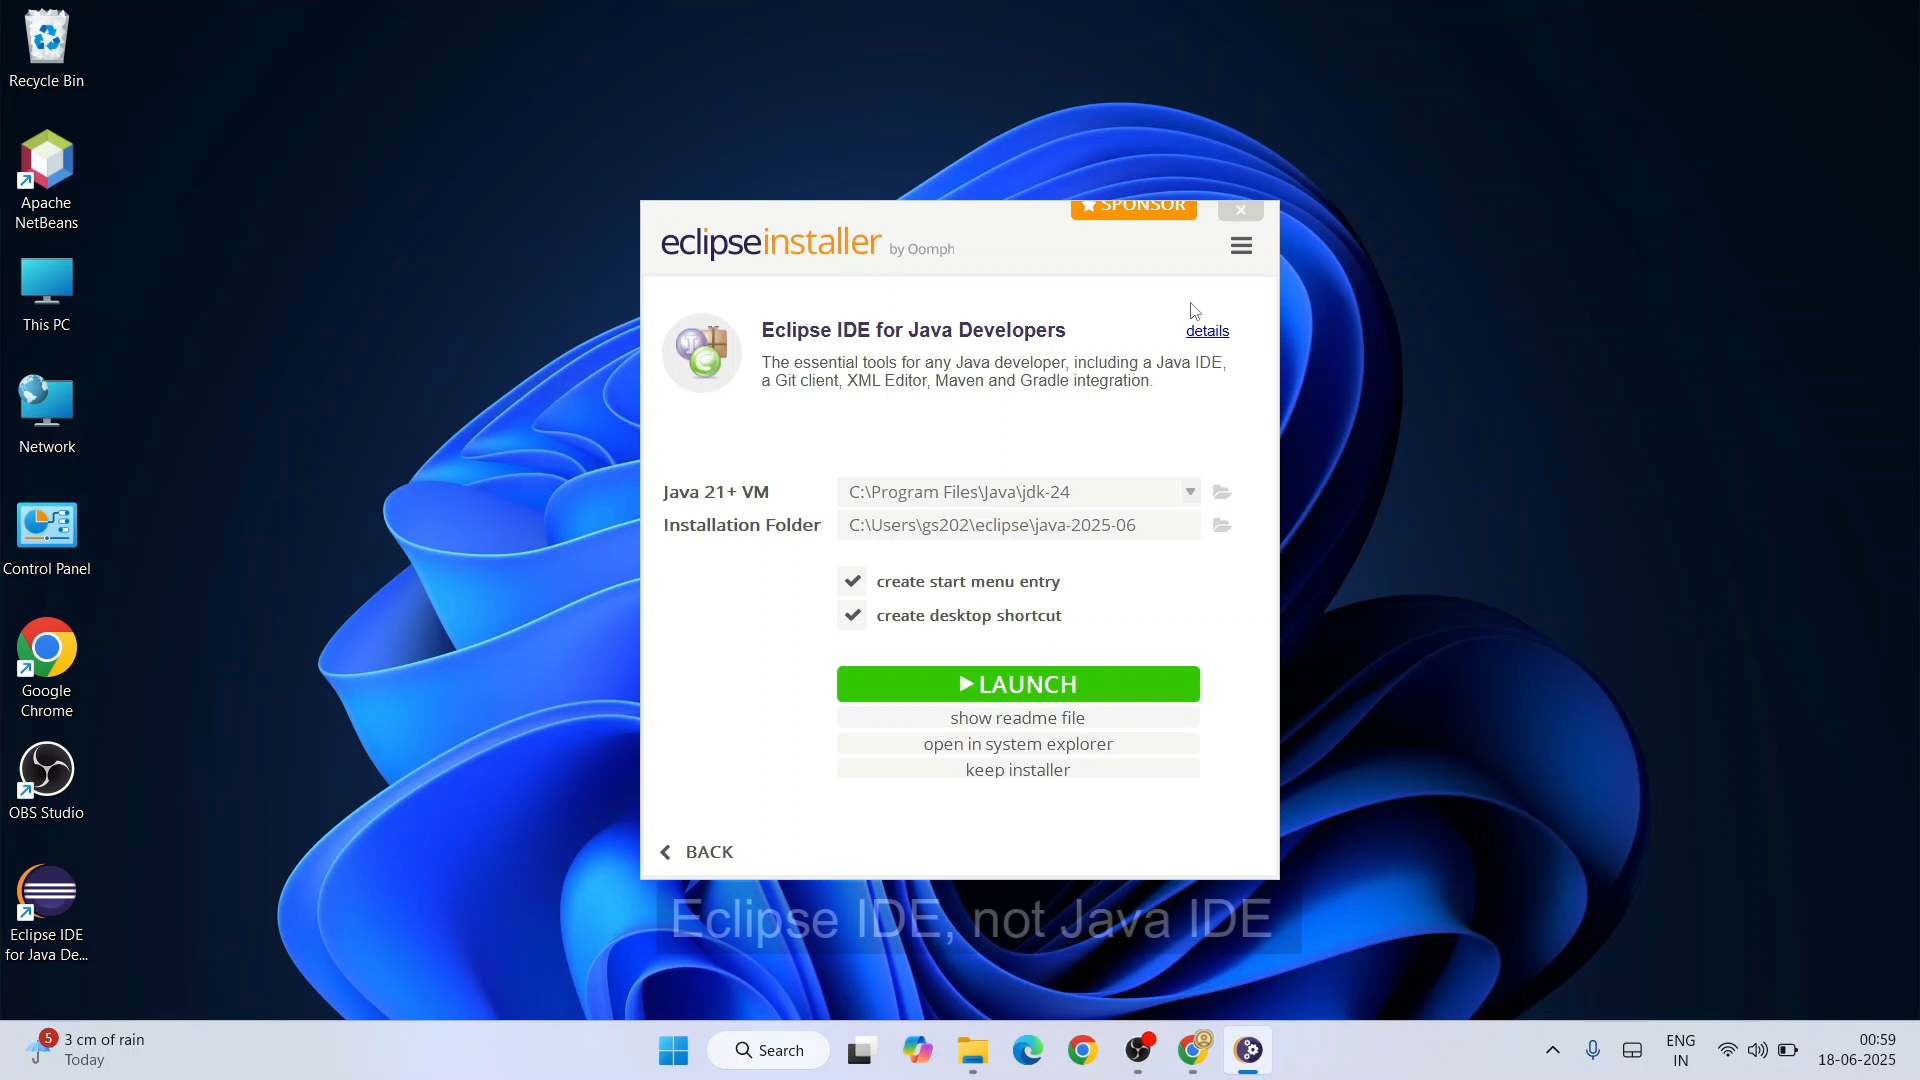 Recycle Bin
Apache
NetBeans
This PC
Network
Control Panel
Google
Chrome
OBS Studio
Eclipse IDE
for Java De...
SPONSOR
eclipseinstaller by Oomph
Eclipse IDE for Java Developers
details
The essential tools for any Java developer, including a Java IDE,
a Git client, XML Editor, Maven and Gradle integration.
Java 21+ VM
C:\Program Files\Java\jdk-24
Installation Folder
C:\Users\gs202\eclipse\java-2025-06
create start menu entry
create desktop shortcut
LAUNCH
show readme file
open in system explorer
keep installer
BACK
Eclipse IDE, not Java IDE
5
3 cm of rain
Today
Search
ENG
IN
00:59
18-06-2025